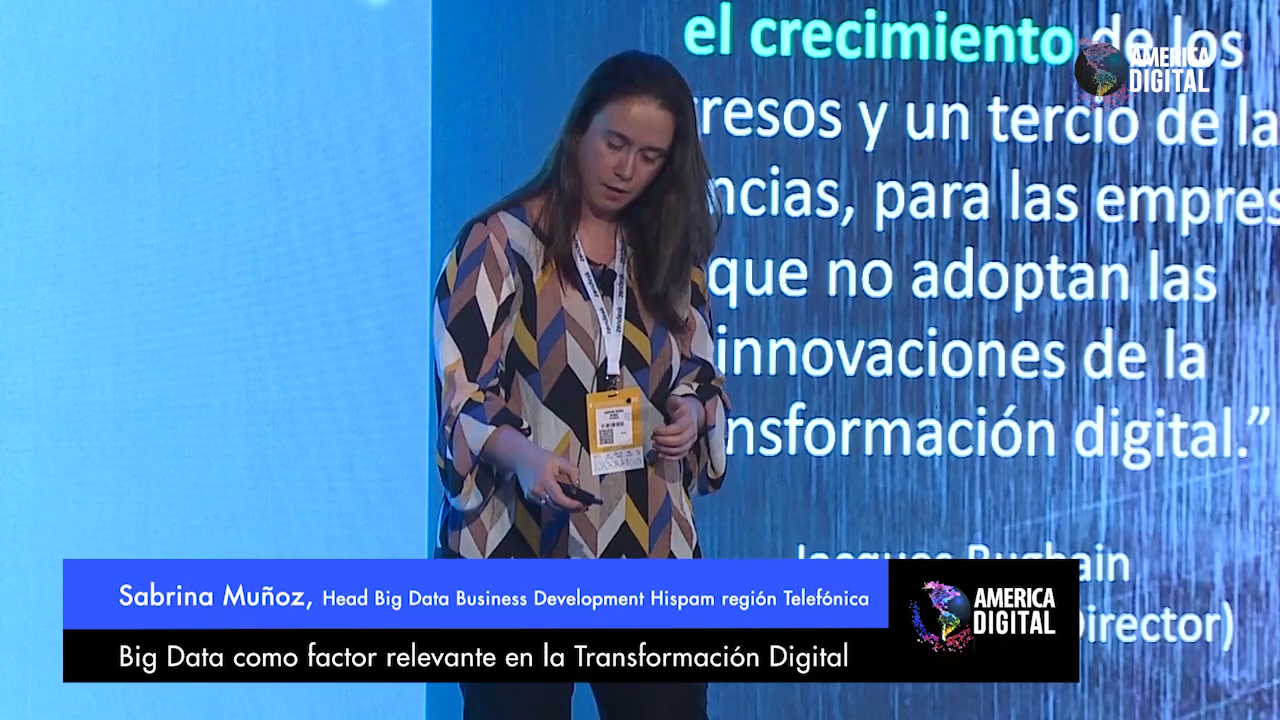 el crecimiento de los
resos y un tercio de la
ncias, para las empres
que no adoptan las
innovaciones de la
nsformación digital.”
AMERICA
DIGITAL
zendesk
zendesk
Sabrina Muñoz, Head Big Data Business Development Hispam región Telefónica
Big Data como factor relevante en la Transformación Digital
AMERICA
DIGITAL
Director)